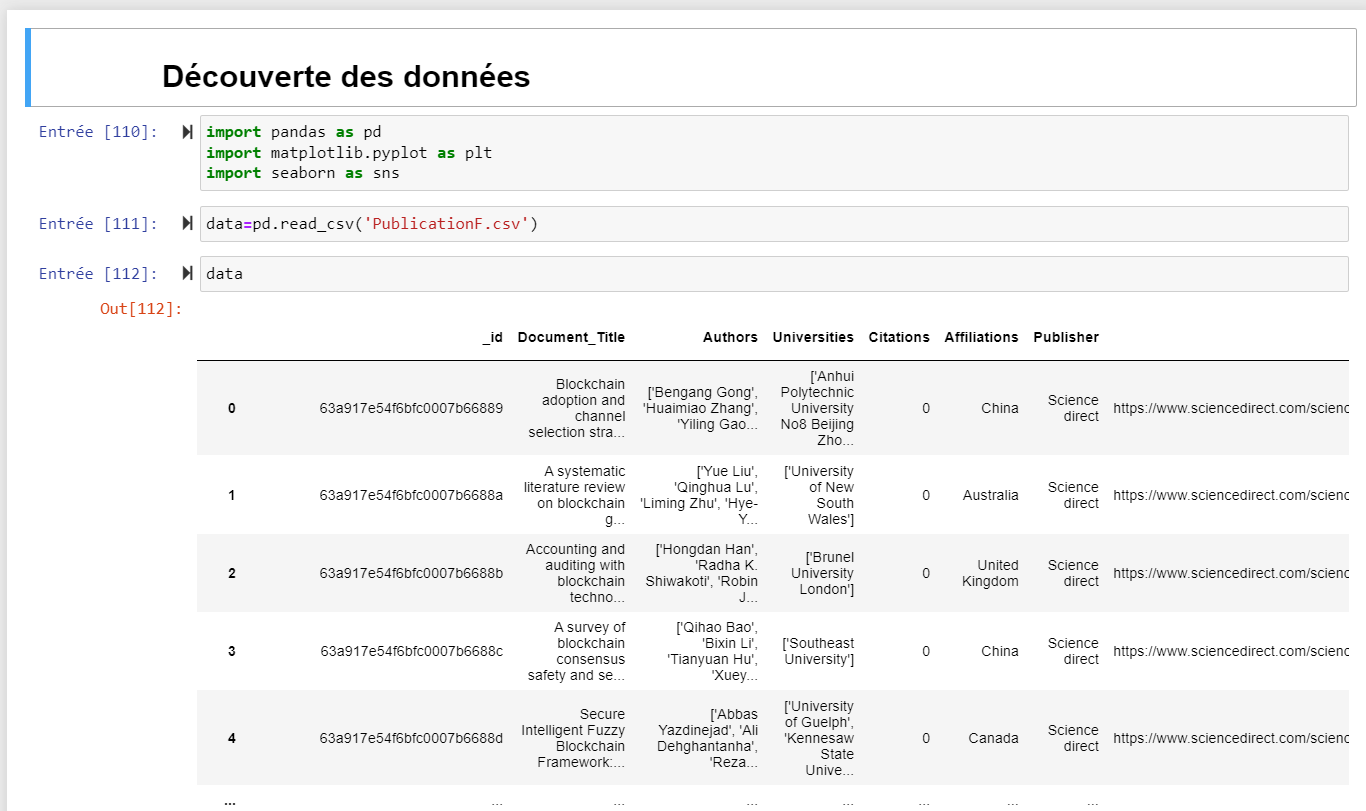 Découverte des données
Entrée [110]: import pandas as pd
import matplotlib.pyplot as plt
import seaborn as sns
Entrée [111]: data=pd.read_csv('PublicationF.csv')
Entrée [112]: data
Out[112]:
_id Document_Title Authors Universities Citations Affiliations Publisher
0 63a917e54f6bfc0007b66889 Blockchain adoption and channel selection stra... ['Bengang Gong', 'Huaimiao Zhang', 'Yiling Gao... ['Anhui Polytechnic University No8 Beijing Zho... 0 China Science direct https://www.sciencedirect.com/scienc
1 63a917e54f6bfc0007b6688a A systematic literature review on blockchain g... ['Yue Liu', 'Qinghua Lu', 'Liming Zhu', 'Hye-Y... ['University of New South Wales'] 0 Australia Science direct https://www.sciencedirect.com/scienc
2 63a917e54f6bfc0007b6688b Accounting and auditing with blockchain techno... ['Hongdan Han', 'Radha K. Shiwakoti', 'Robin J... ['Brunel University London'] 0 United Kingdom Science direct https://www.sciencedirect.com/scienc
3 63a917e54f6bfc0007b6688c A survey of blockchain consensus safety and se... ['Qihao Bao', 'Bixin Li', 'Tianyuan Hu', 'Xuey... ['Southeast University'] 0 China Science direct https://www.sciencedirect.com/scienc
4 63a917e54f6bfc0007b6688d Secure Intelligent Fuzzy Blockchain Framework:... ['Abbas Yazdinejad', 'Ali Dehghantanha', 'Reza... ['University of Guelph', 'Kennesaw State Unive... 0 Canada Science direct https://www.sciencedirect.com/scienc
... ... ... ... ... ... ... ...